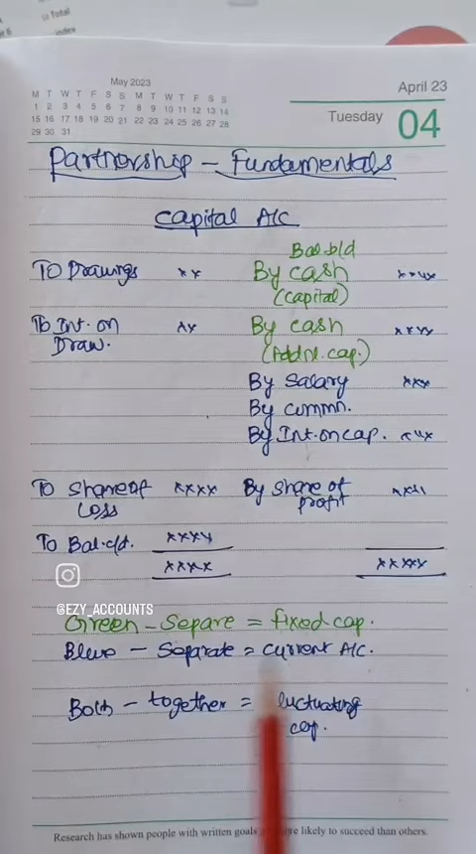 Total
index
May 2023
M T W T F S S M T W T F S S
1 2 3 4 5 6 7 8 9 10 11 12 13 14
15 16 17 18 19 20 21 22 23 24 25 26 27 28
29 30 31
April 23
Tuesday 04
Partnership - Fundamentals
Capital A/C
Bal. b/d
To Drawings xx By cash xxxx
(Capital)
To Int. on xx By cash xxxx
Draw. (Addnl. cap.)
By Salary xxx
By commn.
By Int. on cap. xxx
To Share of xxxx By Share of xxxx
Loss profit
To Bal. c/d. xxxx
xxxx xxxxx
@EZY_ACCOUNTS
Green - Separe = fixed cap.
Blue - Separate = current A/C.
Both - together = luctuating
cap.
Research has shown people with written goals are likely to succeed than others.